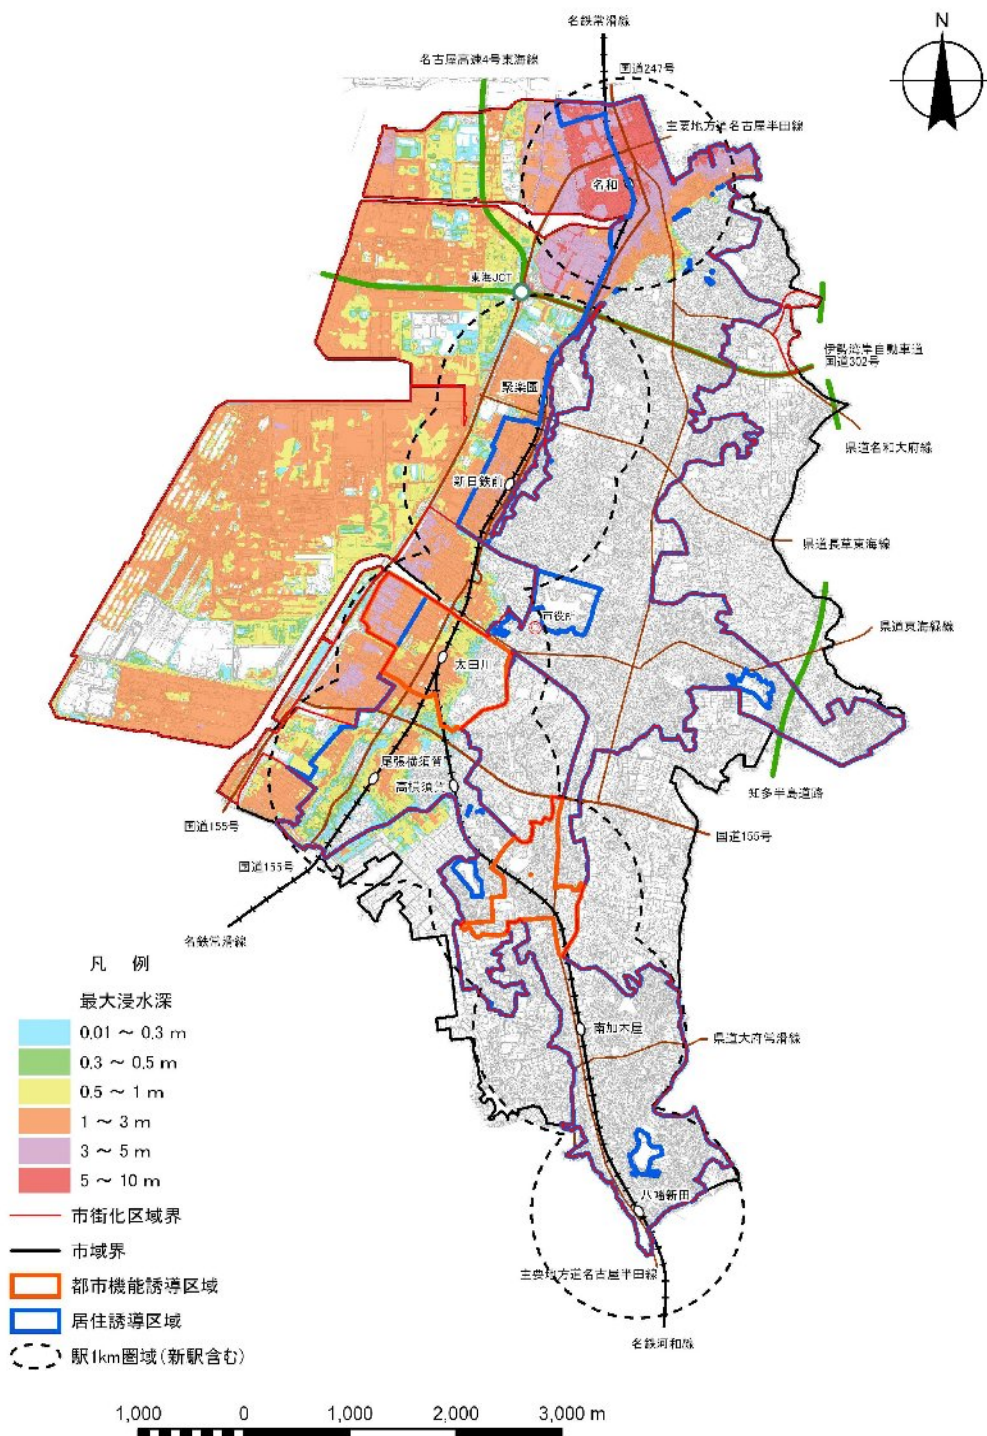 名鉄常滑線
N
名古屋高速4号東海線
国道247号
主要地方道名古屋半田線
名和
東海JCT
伊勢湾岸自動車道
国道302号
聚楽園
県道名和大府線
新日鉄前
県道長草東海線
市役所
県道東海緑線
太田川
尾張横須賀
高横須賀
知多半島道路
国道155号
国道155号
国道155号
名鉄常滑線
凡 例
最大浸水深
0.01 ～ 0.3 m
0.3 ～ 0.5 m
0.5 ～ 1 m
1 ～ 3 m
3 ～ 5 m
5 ～ 10 m
市街化区域界
市域界
都市機能誘導区域
居住誘導区域
駅1km圏域(新駅含む)
南加木屋
県道大府常滑線
八幡新田
主要地方道名古屋半田線
名鉄河和線
1,000 0 1,000 2,000 3,000 m